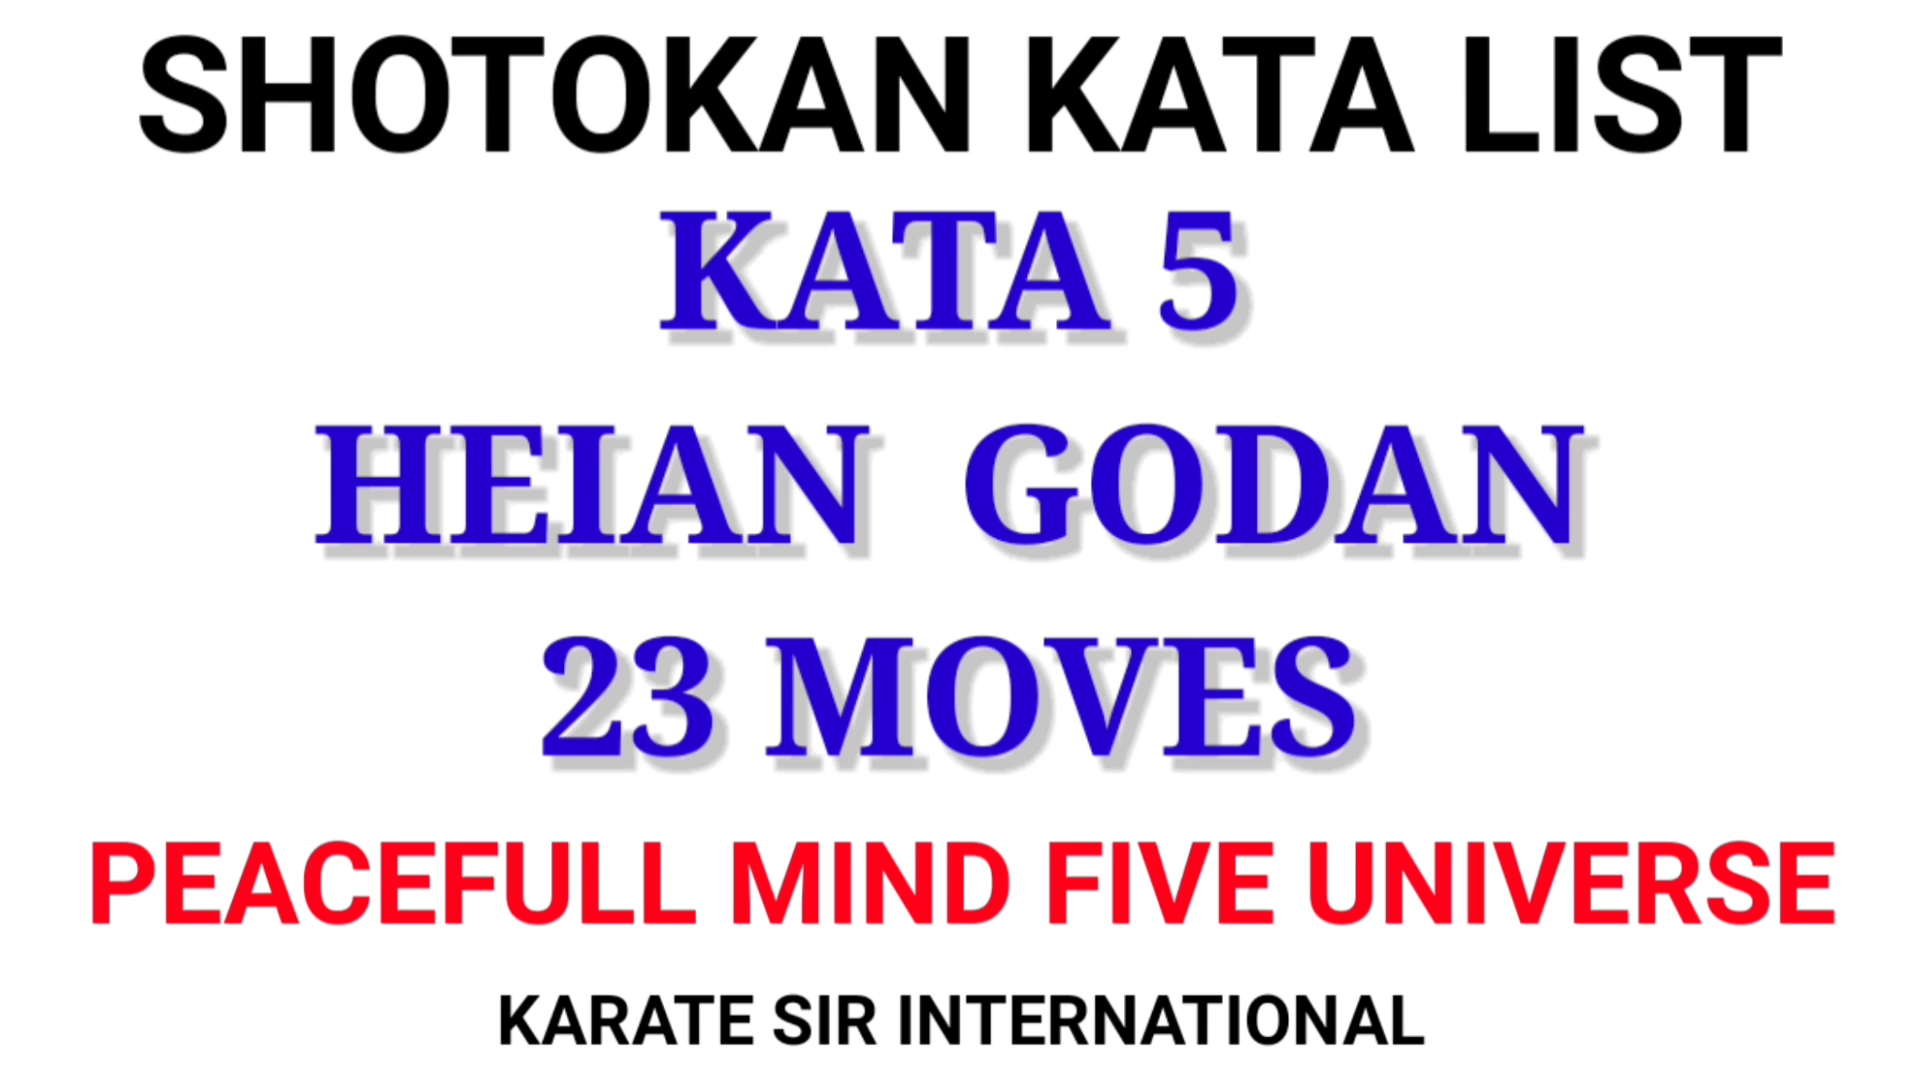 SHOTOKAN KATA LIST
KATA 5
HEIAN GODAN
23 MOVES
PEACEFULL MIND FIVE UNIVERSE
KARATE SIR INTERNATIONAL